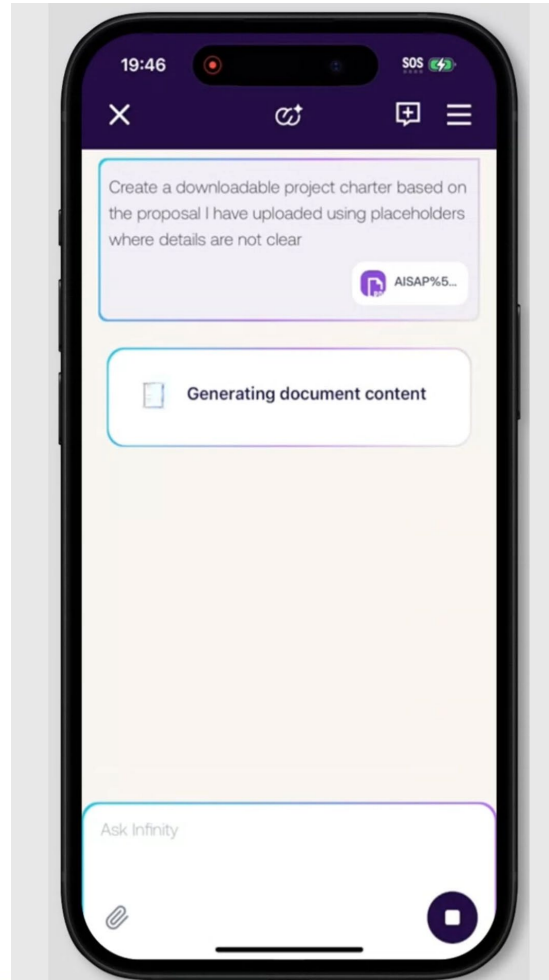 19:46
SOS
Create a downloadable project charter based on
the proposal I have uploaded using placeholders
where details are not clear
AISAP%5...
Generating document content
Ask Infinity